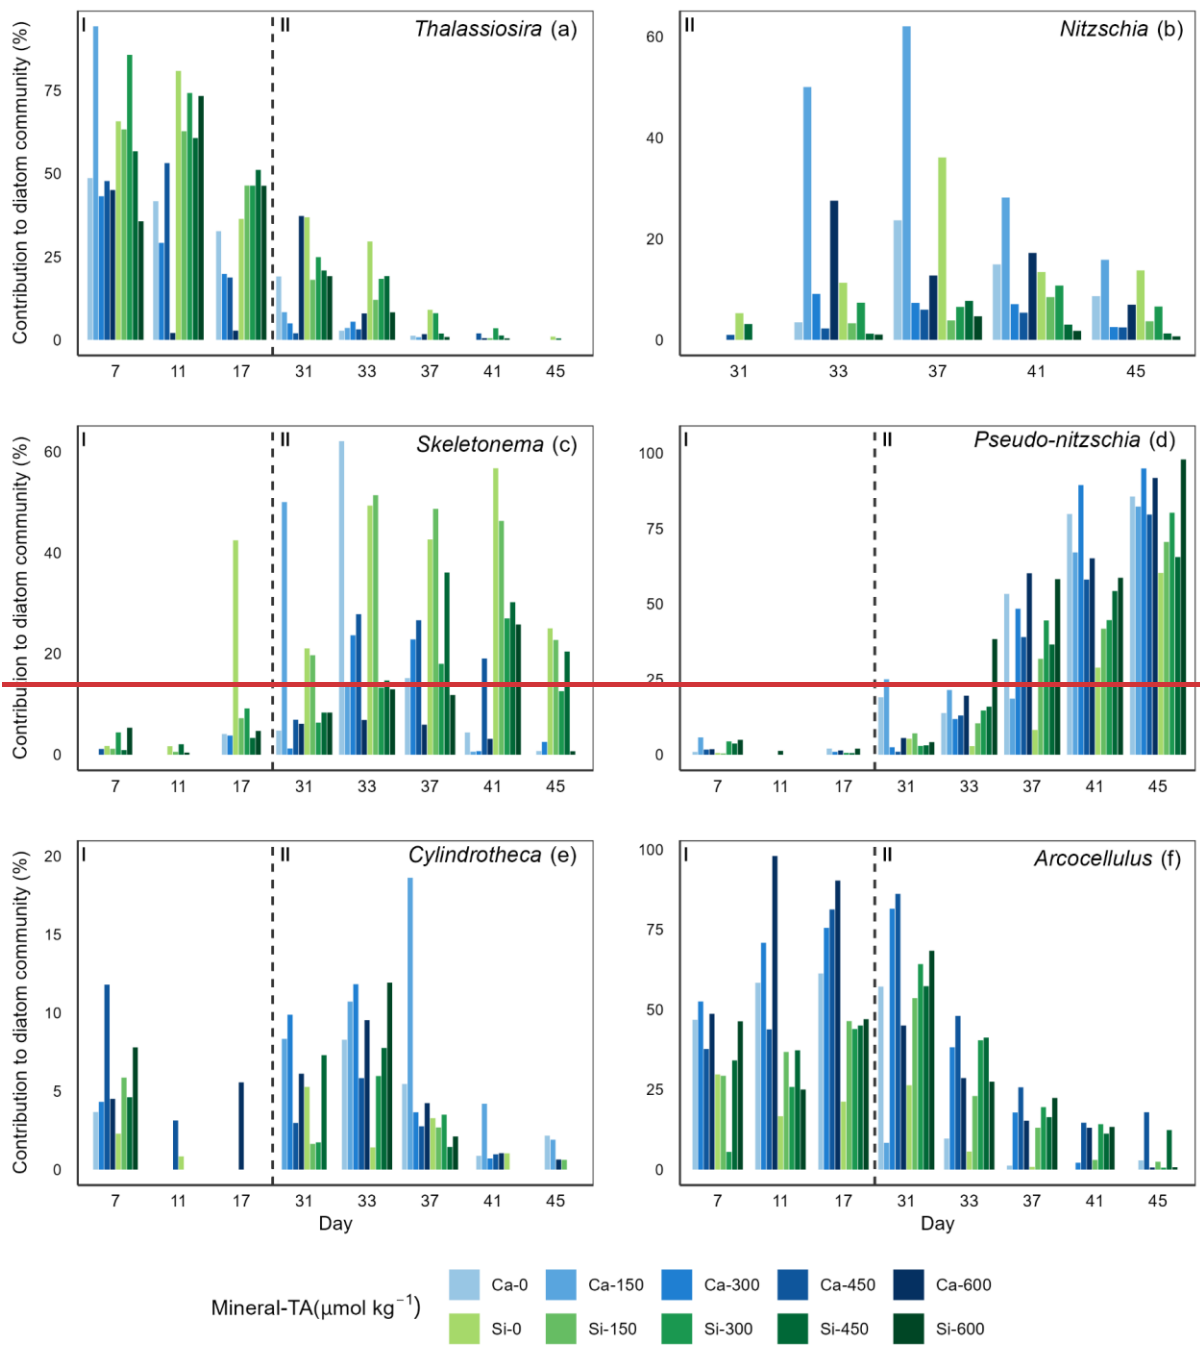 Contribution to diatom community (%)
I
II
Thalassiosira (a)
75
50
25
0
7 11 17 31 33 37 41 45
II
Nitzschia (b)
60
40
20
0
31 33 37 41 45
Contribution to diatom community (%)
I
II
Skeletonema (c)
60
40
20
0
7 11 17 31 33 37 41 45
I
II
Pseudo-nitzschia (d)
100
75
50
25
0
7 11 17 31 33 37 41 45
Contribution to diatom community (%)
I
II
Cylindrotheca (e)
20
15
10
5
0
7 11 17 31 33 37 41 45
Day
I
II
Arcocellulus (f)
100
75
50
25
0
7 11 17 31 33 37 41 45
Day
Mineral-TA(μmol kg⁻¹)
Ca-0 Ca-150 Ca-300 Ca-450 Ca-600
Si-0 Si-150 Si-300 Si-450 Si-600